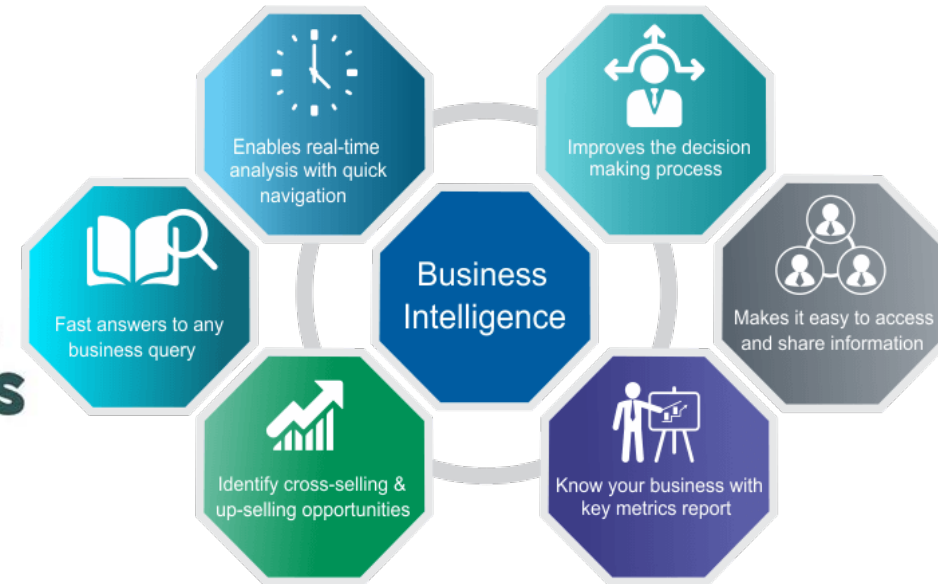 Enables real-time
analysis with quick
navigation
Improves the decision
making process
Fast answers to any
business query
Business
Intelligence
Makes it easy to access
and share information
Identify cross-selling &
up-selling opportunities
Know your business with
key metrics report